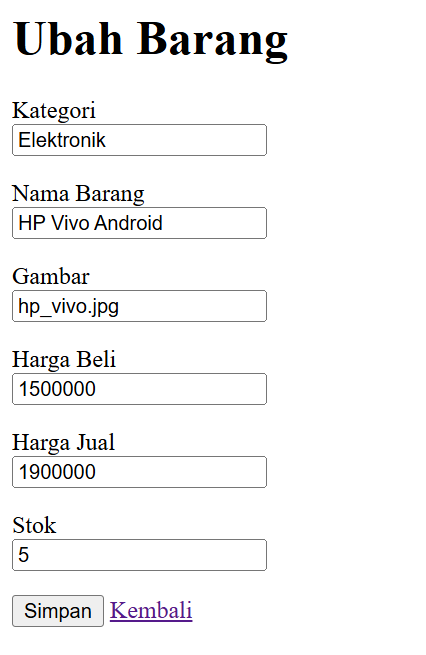 Ubah Barang
Kategori
Elektronik
Nama Barang
HP Vivo Android
Gambar
hp_vivo.jpg
Harga Beli
1500000
Harga Jual
1900000
Stok
5
Simpan Kembali